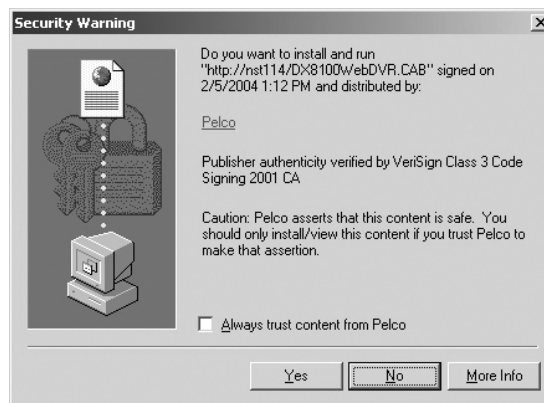 Security Warning
Do you want to install and run
"http://nst114/DX8100WebDVR.CAB" signed on
2/5/2004 1:12 PM and distributed by:
Pelco
Publisher authenticity verified by VeriSign Class 3 Code
Signing 2001 CA
Caution: Pelco asserts that this content is safe. You
should only install/view this content if you trust Pelco to
make that assertion.
Always trust content from Pelco
Yes
No
More Info